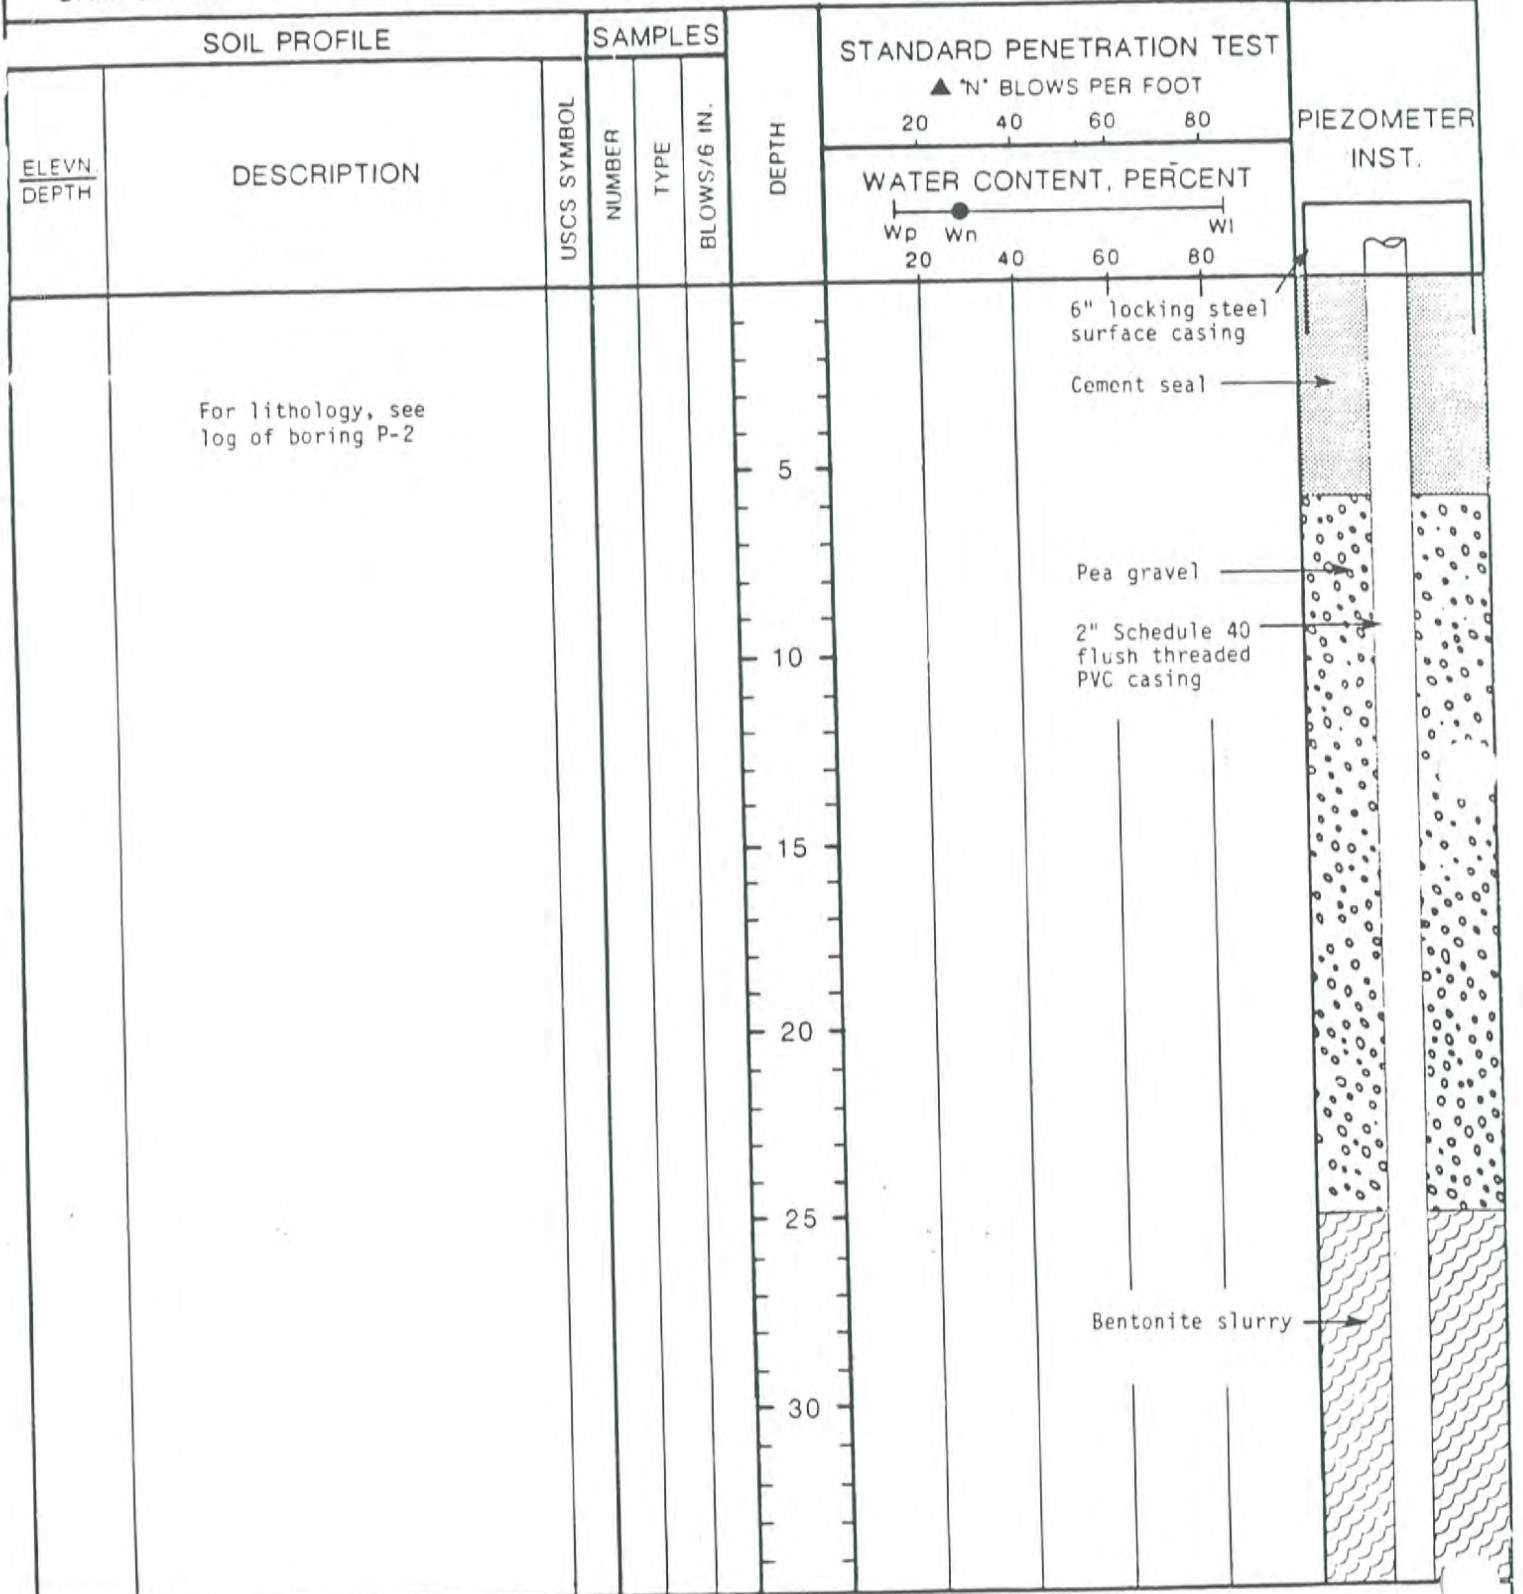 SOIL PROFILE
SAMPLES
ELEVN.
DEPTH
DESCRIPTION
USCS SYMBOL
NUMBER
TYPE
BLOWS/6 IN.
DEPTH
STANDARD PENETRATION TEST
▲ "N" BLOWS PER FOOT
20 40 60 80
WATER CONTENT, PERCENT
Wp Wn Wl
20 40 60 80
PIEZOMETER
INST.
6" locking steel
surface casing
Cement seal
For lithology, see
log of boring P-2
5
Pea gravel
2" Schedule 40
flush threaded
PVC casing
10
15
20
25
Bentonite slurry
30